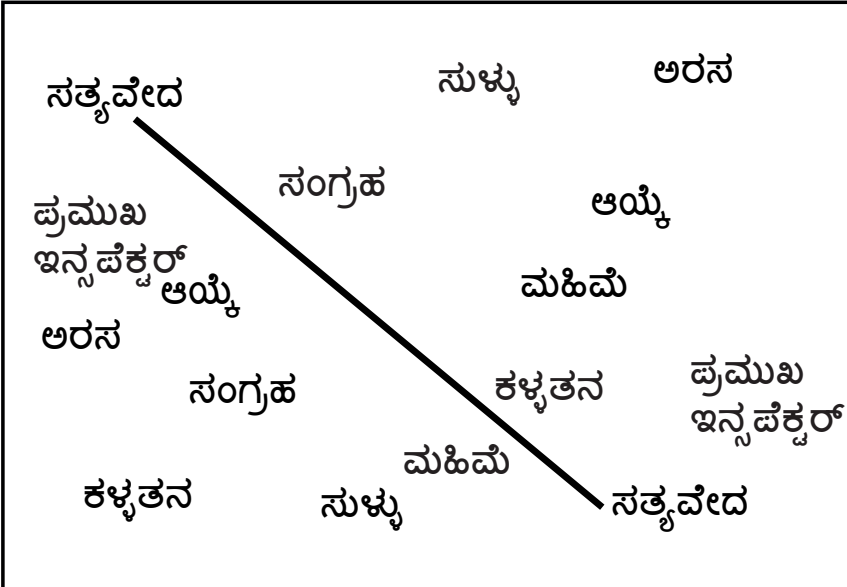 ಸತ್ಯವೇದ
ಸುಳ್ಳು
ಅರಸ
ಸಂಗ್ರಹ
ಆಯ್ಕೆ
ಪ್ರಮುಖ
ಇನ್ಸಪೆಕ್ಟರ್
ಆಯ್ಕೆ
ಮಹಿಮೆ
ಅರಸ
ಸಂಗ್ರಹ
ಕಳ್ಳತನ
ಪ್ರಮುಖ
ಇನ್ಸಪೆಕ್ಟರ್
ಮಹಿಮೆ
ಕಳ್ಳತನ
ಸುಳ್ಳು
ಸತ್ಯವೇದ